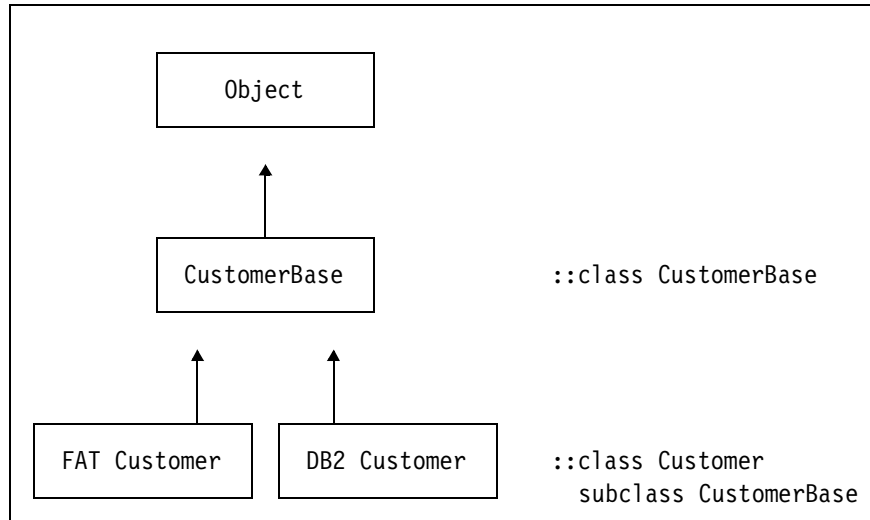 Object
CustomerBase
::class CustomerBase
FAT Customer
DB2 Customer
::class Customer
subclass CustomerBase